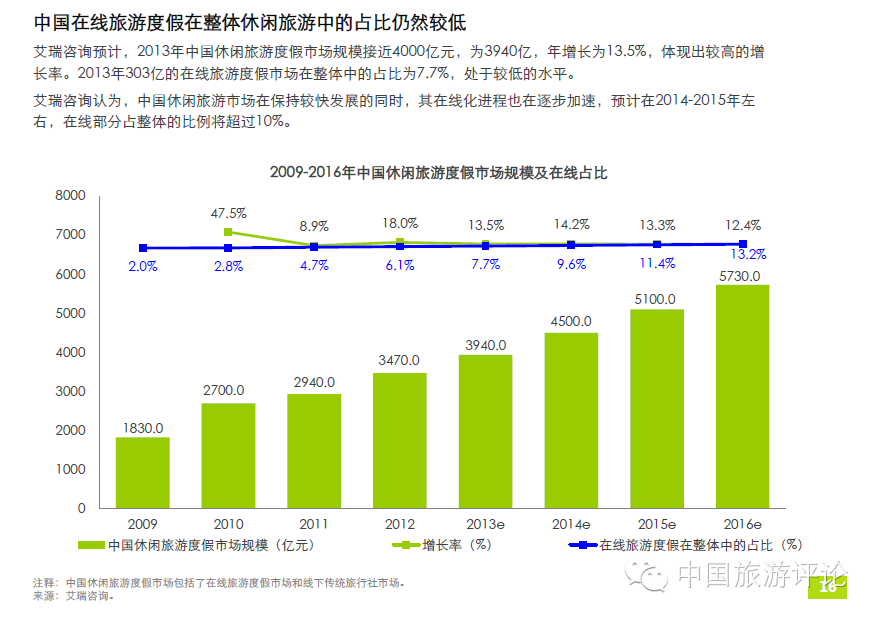 中国在线旅游度假在整体休闲旅游中的占比仍然较低
艾瑞咨询预计，2013年中国休闲旅游度假市场规模接近4000亿元，为3940亿，年增长为13.5%，体现出较高的增
长率。2013年303亿的在线旅游度假市场在整体中的占比为7.7%，处于较低的水平。
艾瑞咨询认为，中国休闲旅游市场在保持较快发展的同时，其在线化进程也在逐步加速，预计在2014-2015年左
右，在线部分占整体的比例将超过10%。
2009-2016年中国休闲旅游度假市场规模及在线占比
8000
7000
6000
5000
4000
3000
2000
1000
0
47.5%
8.9%
18.0%
13.5%
14.2%
13.3%
12.4%
2.0%
2.8%
4.7%
6.1%
7.7%
9.6%
11.4%
13.2%
1830.0
2700.0
2940.0
3470.0
3940.0
4500.0
5100.0
5730.0
2009
2010
2011
2012
2013e
2014e
2015e
2016e
中国休闲旅游度假市场规模（亿元）
增长率（%）
在线旅游度假在整体中的占比（%）
注释：中国休闲旅游度假市场包括了在线旅游度假市场和线下传统旅行社市场。
来源：艾瑞咨询。
中国旅游评论
16